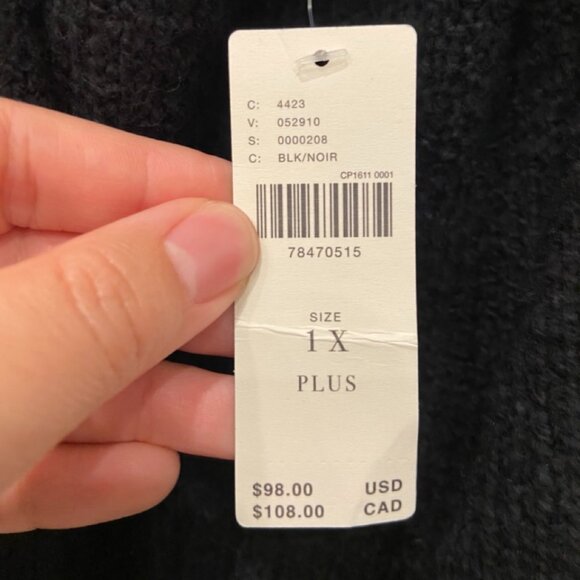 C: 4423
V: 052910
S: 0000208
C: BLK/NOIR
CP1611 0001
78470515
SIZE
1X
PLUS
$98.00 USD
$108.00 CAD